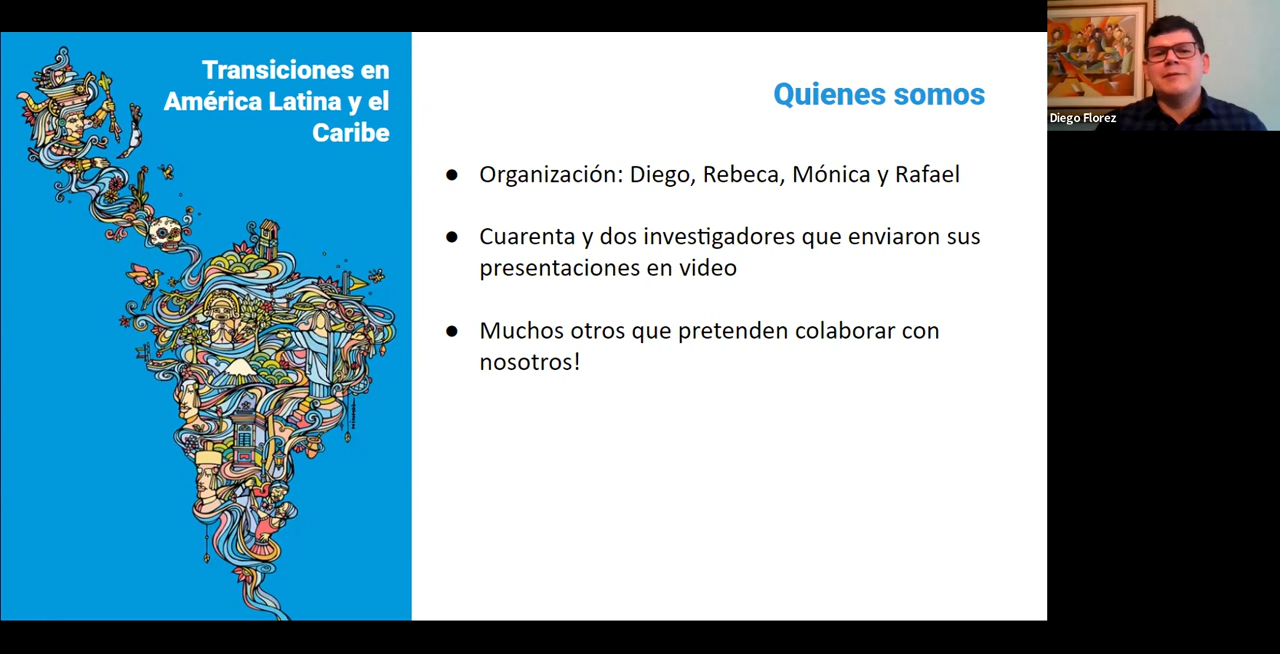 Transiciones en
América Latina y el
Caribe
Quienes somos
● Organización: Diego, Rebeca, Mónica y Rafael
● Cuarenta y dos investigadores que enviaron sus
presentaciones en video
● Muchos otros que pretenden colaborar con
nosotros!
Diego Florez